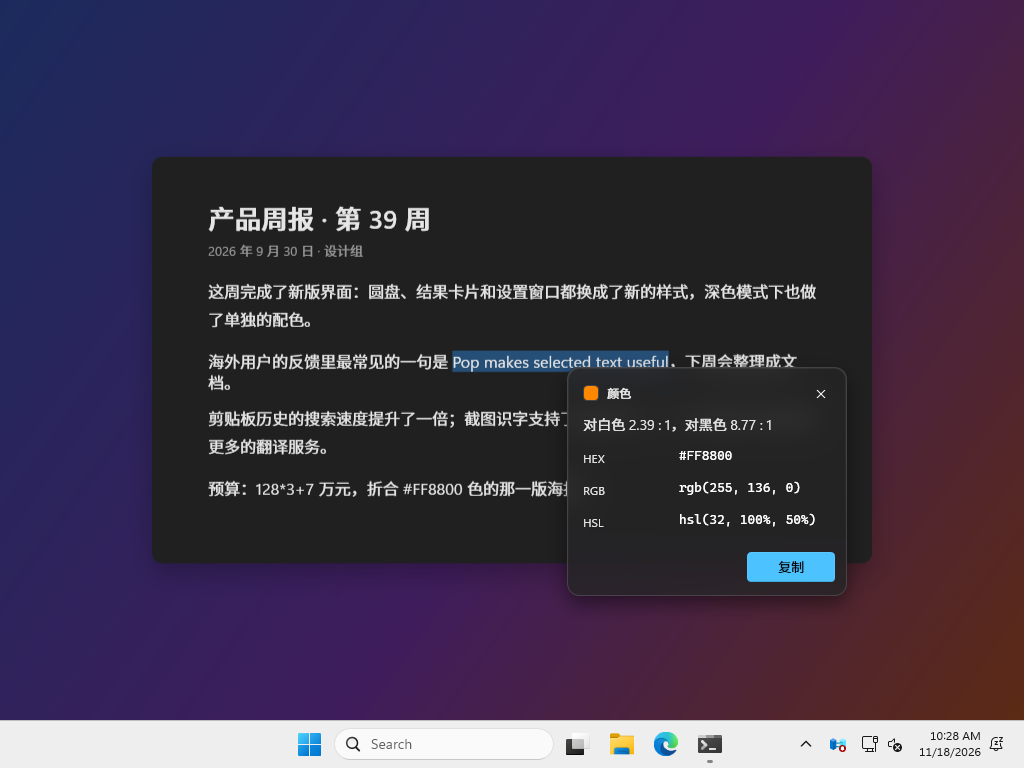 产品周报 · 第 39 周
2026 年 9 月 30 日 · 设计组
这周完成了新版界面：圆盘、结果卡片和设置窗口都换成了新的样式，深色模式下也做
了单独的配色。
海外用户的反馈里最常见的一句是 Pop makes selected text useful，下周会整理成文
档。
剪贴板历史的搜索速度提升了一倍；截图识字支持了
更多的翻译服务。
预算：128*3+7 万元，折合 #FF8800 色的那一版海
颜色
对白色 2.39 : 1，对黑色 8.77 : 1
HEX #FF8800
RGB rgb(255, 136, 0)
HSL hsl(32, 100%, 50%)
复制
Search
10:28 AM
11/18/2026